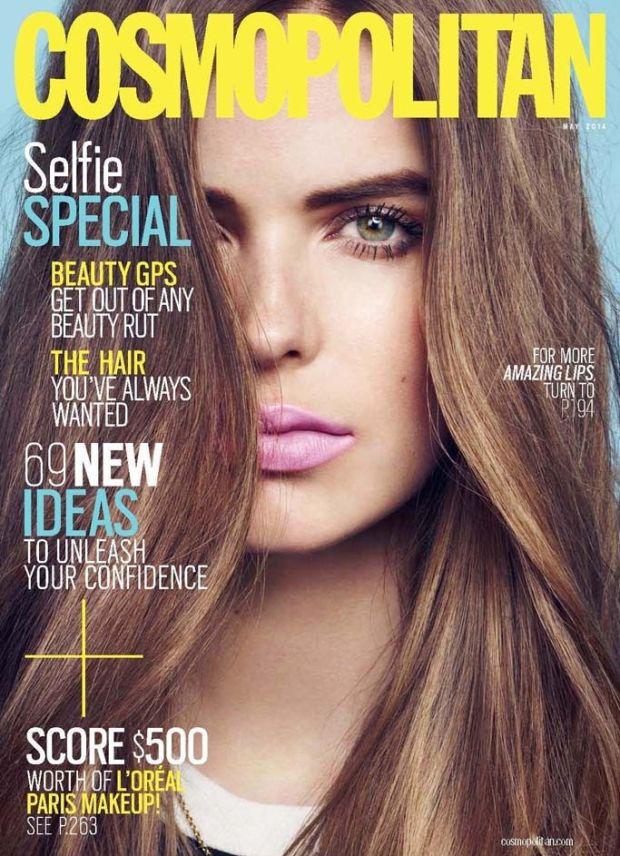 COSMOPOLITAN
MAY 2014
Selfie
SPECIAL
BEAUTY GPS
GET OUT OF ANY
BEAUTY RUT
THE HAIR
YOU'VE ALWAYS
WANTED
FOR MORE
AMAZING LIPS,
TURN TO
P.194
69 NEW
IDEAS
TO UNLEASH
YOUR CONFIDENCE
+
SCORE $500
WORTH OF L'ORÉAL
PARIS MAKEUP!
SEE P.263
cosmopolitan.com